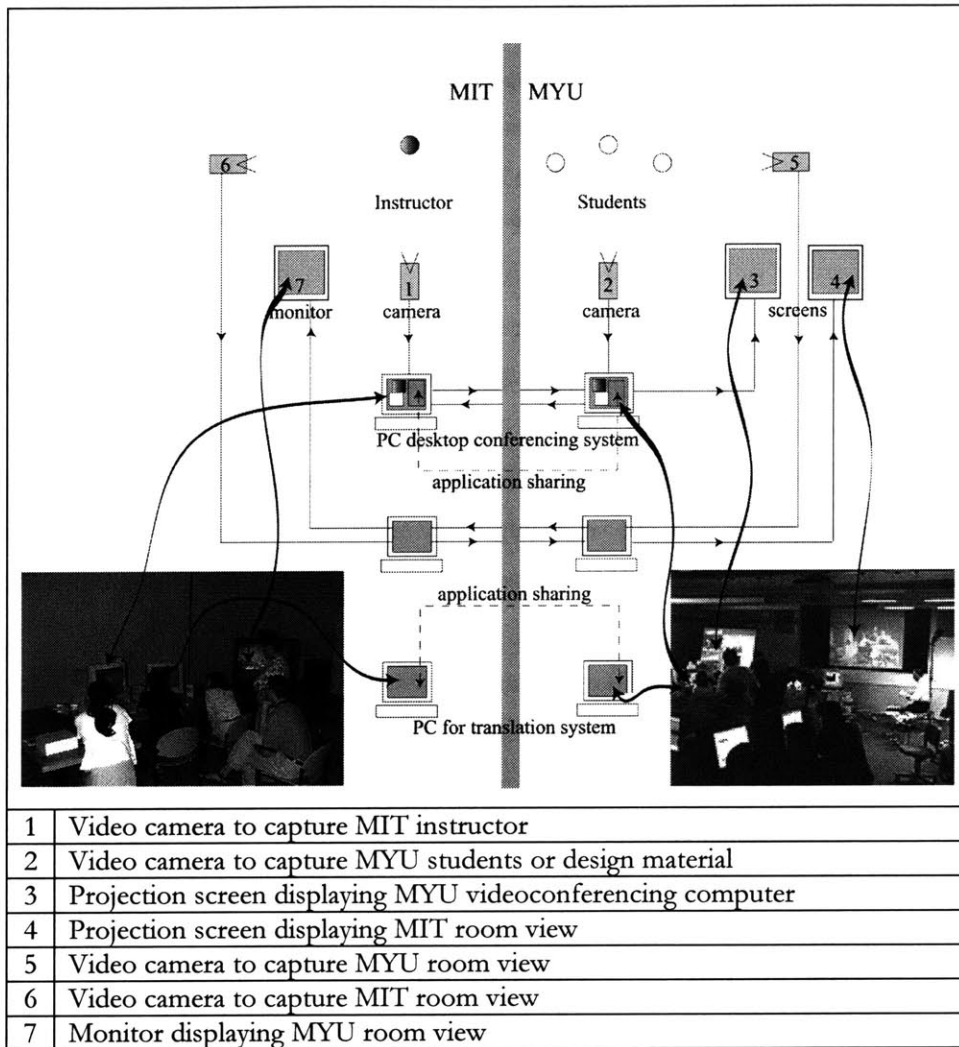 MIT MYU
6 5
Instructor Students
7 1 2 3 4
monitor camera camera screens
PC desktop conferencing system
application sharing
application sharing
PC for translation system
1 Video camera to capture MIT instructor
2 Video camera to capture MYU students or design material
3 Projection screen displaying MYU videoconferencing computer
4 Projection screen displaying MIT room view
5 Video camera to capture MYU room view
6 Video camera to capture MIT room view
7 Monitor displaying MYU room view